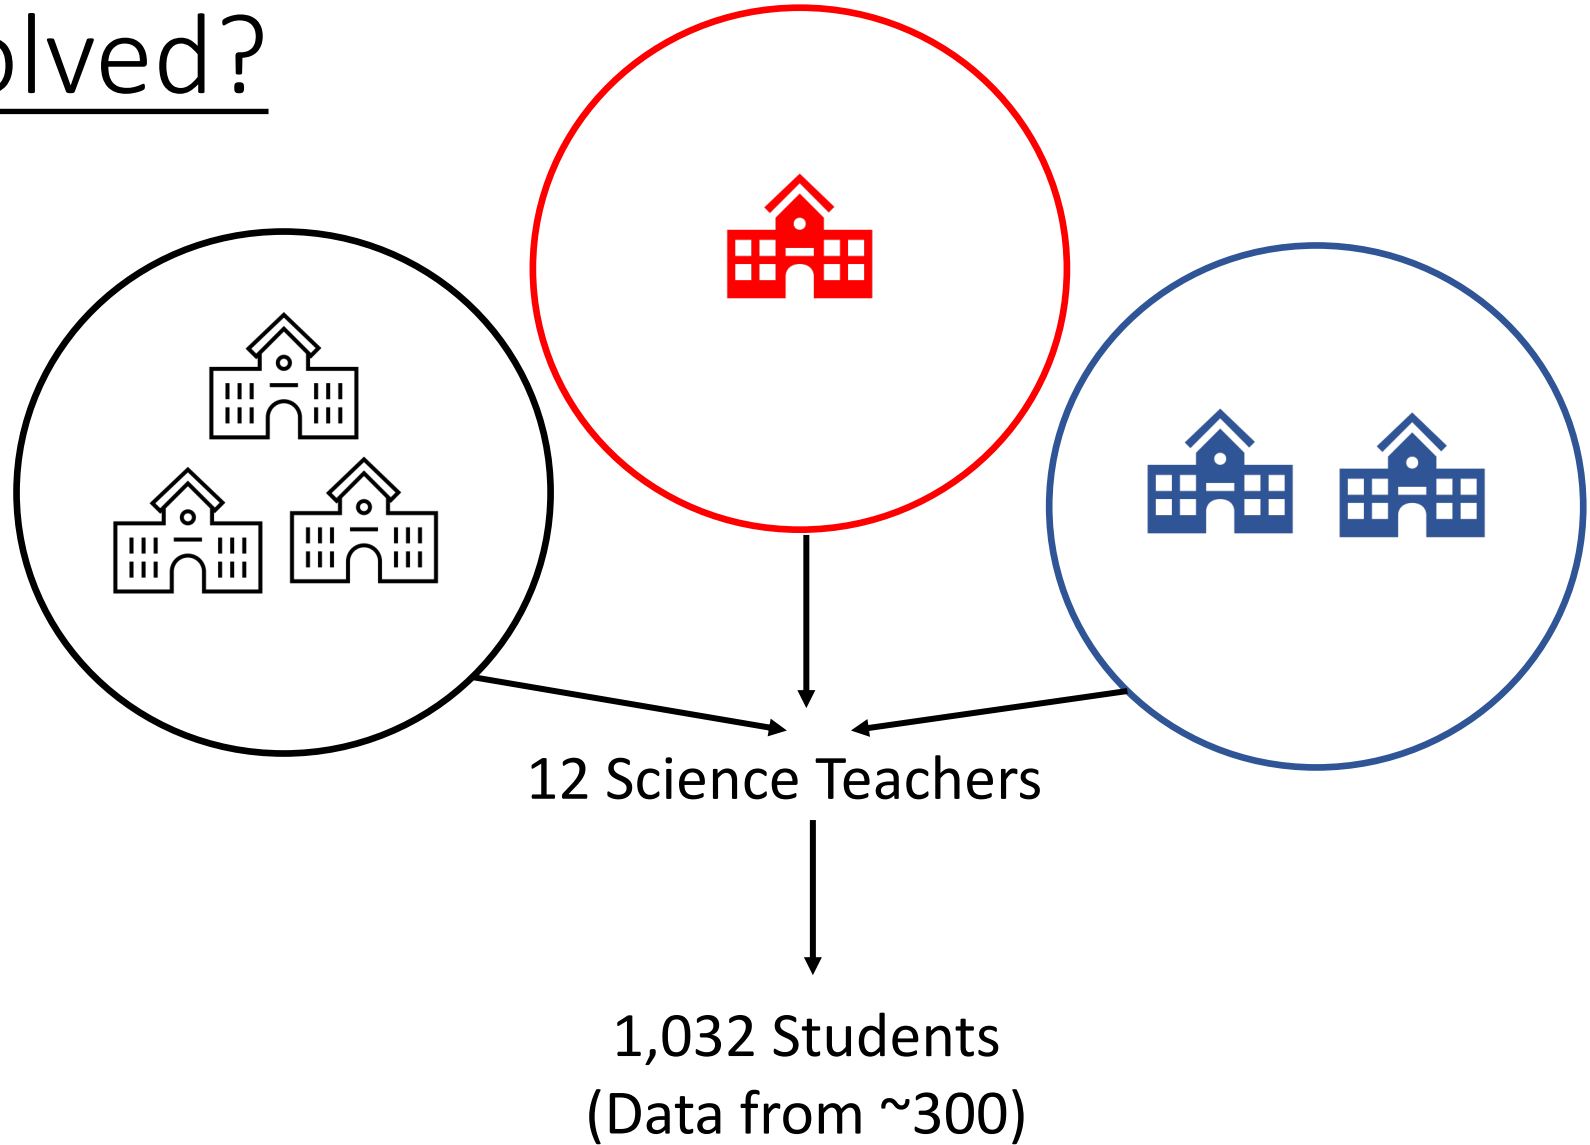 olved?
12 Science Teachers
1,032 Students
(Data from ~300)